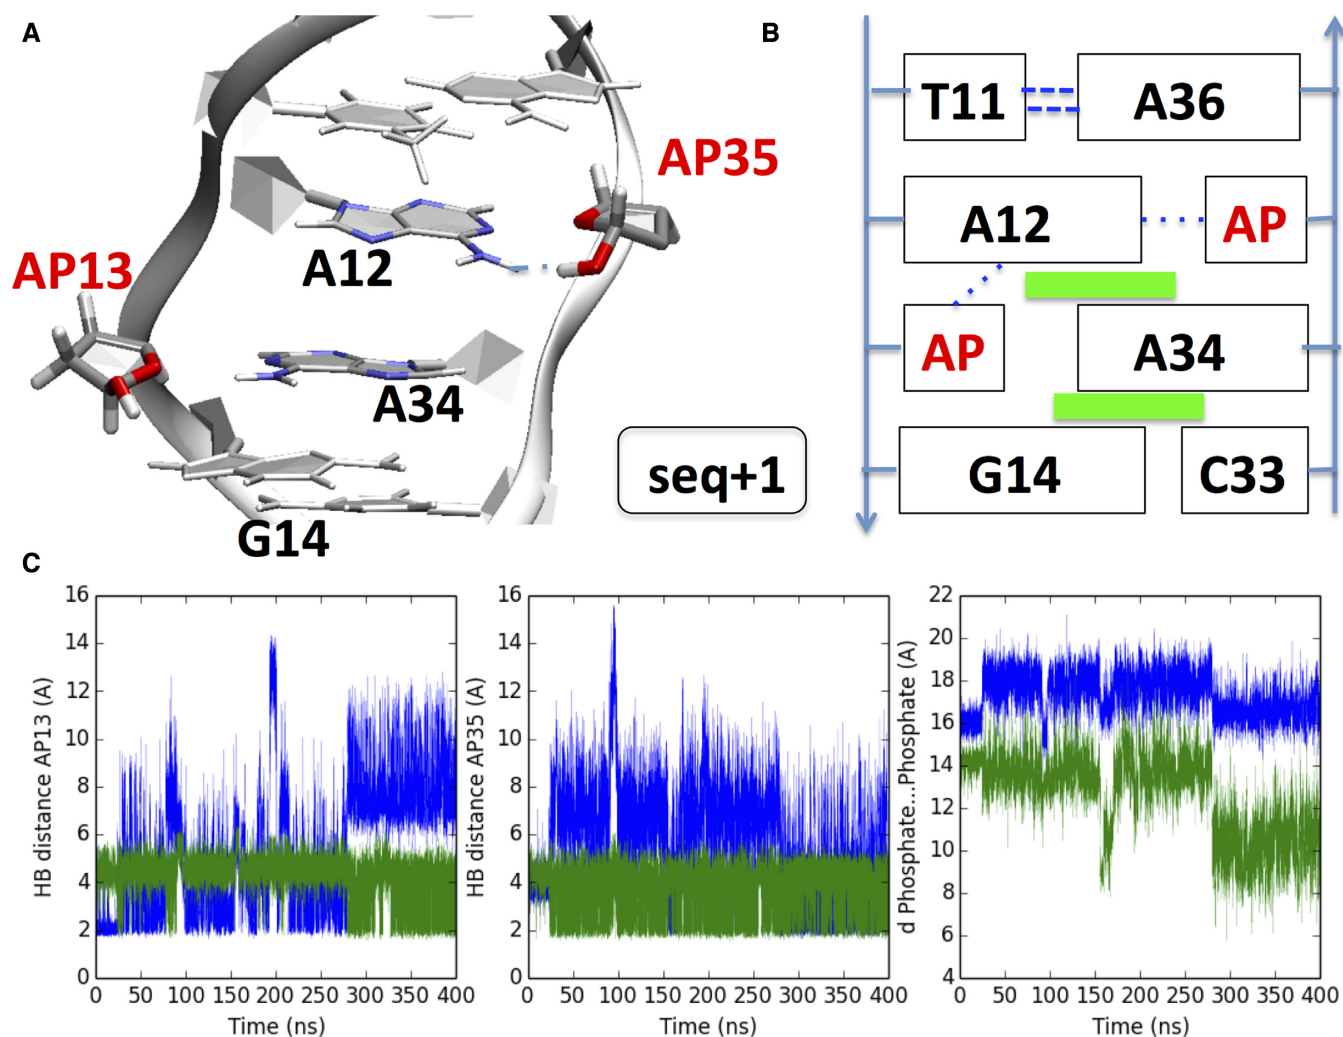 A
AP35
A12
AP13
A34
seq+1
G14
B
T11 A36
A12 AP
AP A34
G14 C33
C
16
14
12
10
8
6
4
2
0
HB distance AP13 (A)
0 50 100 150 200 250 300 350 400
Time (ns)
16
14
12
10
8
6
4
2
0
HB distance AP35 (A)
0 50 100 150 200 250 300 350 400
Time (ns)
22
20
18
16
14
12
10
8
6
4
d Phosphate...Phosphate (A)
0 50 100 150 200 250 300 350 400
Time (ns)